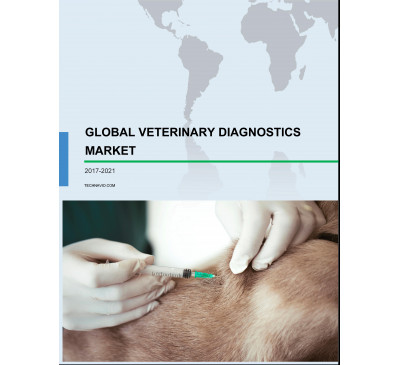 GLOBAL VETERINARY DIAGNOSTICS
MARKET
2017-2021
TECHNAVIO.COM